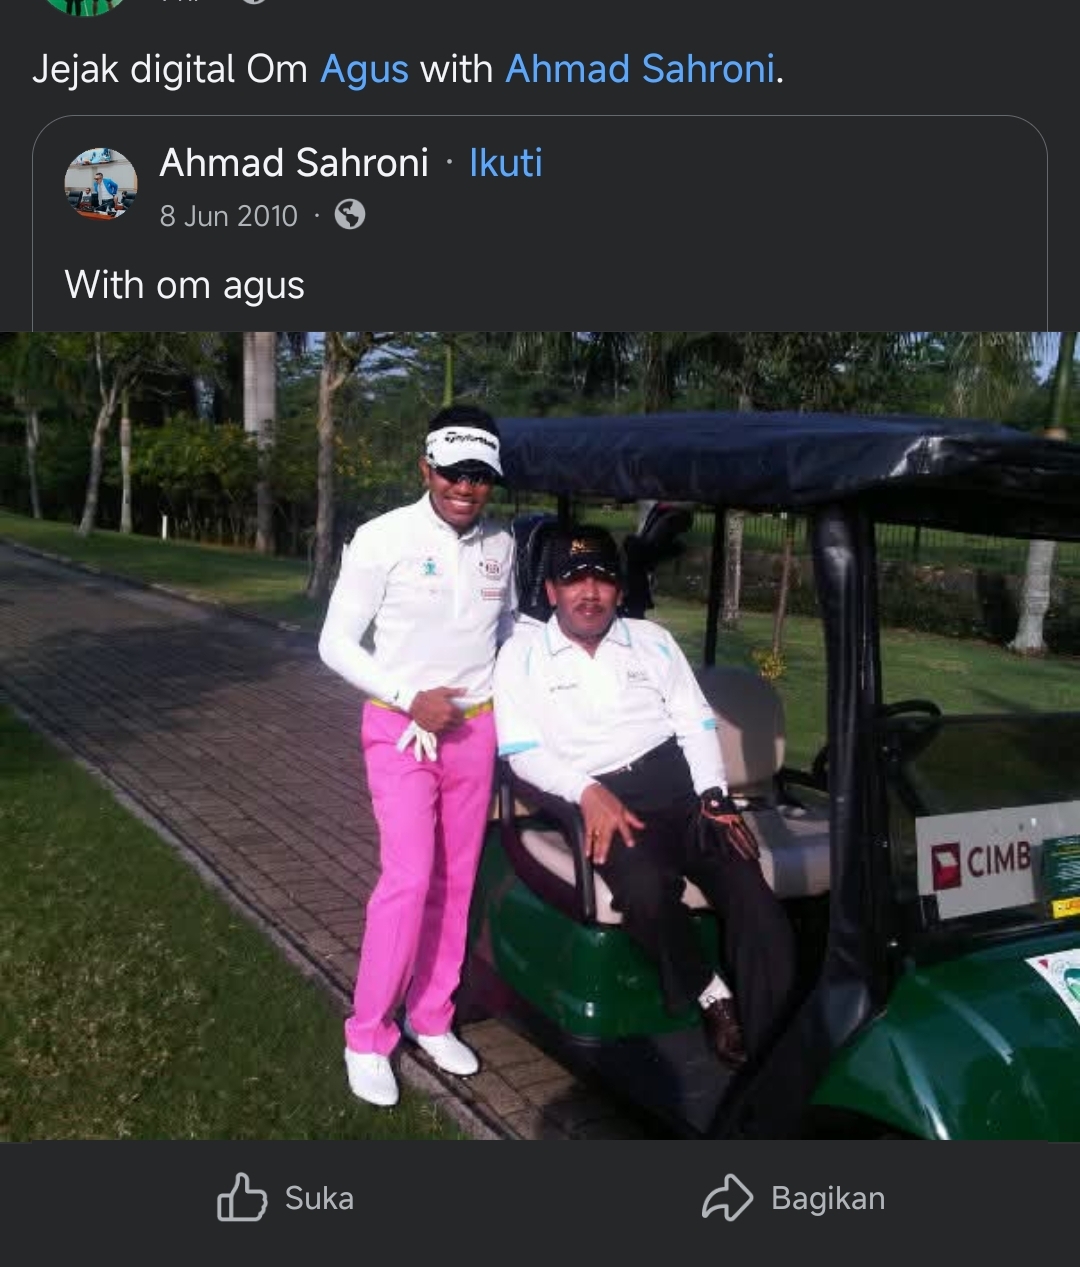 Jejak digital Om Agus with Ahmad Sahroni.
Ahmad Sahroni · Ikuti
8 Jun 2010 ·
With om agus
TaylorMade
CIMB
Suka
Bagikan